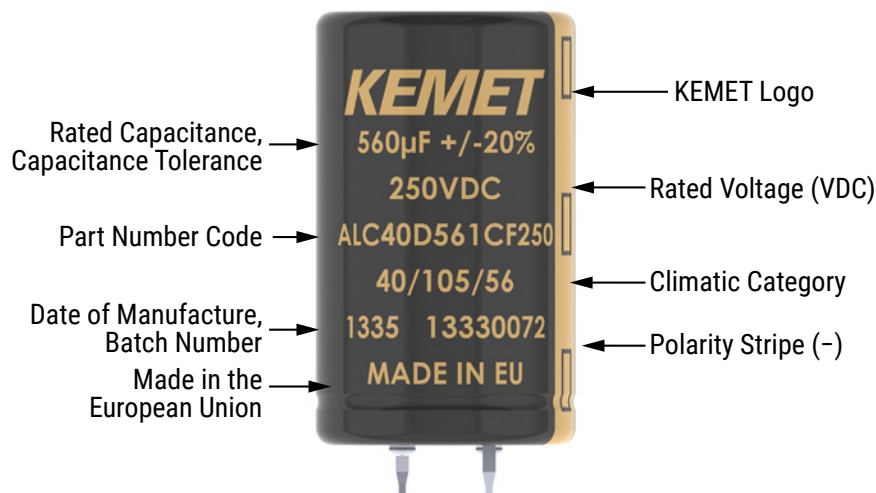 KEMET
560µF +/-20%
250VDC
ALC40D561CF250
40/105/56
1335 13330072
MADE IN EU
Rated Capacitance,
Capacitance Tolerance
Part Number Code
Date of Manufacture,
Batch Number
Made in the
European Union
KEMET Logo
Rated Voltage (VDC)
Climatic Category
Polarity Stripe (−)